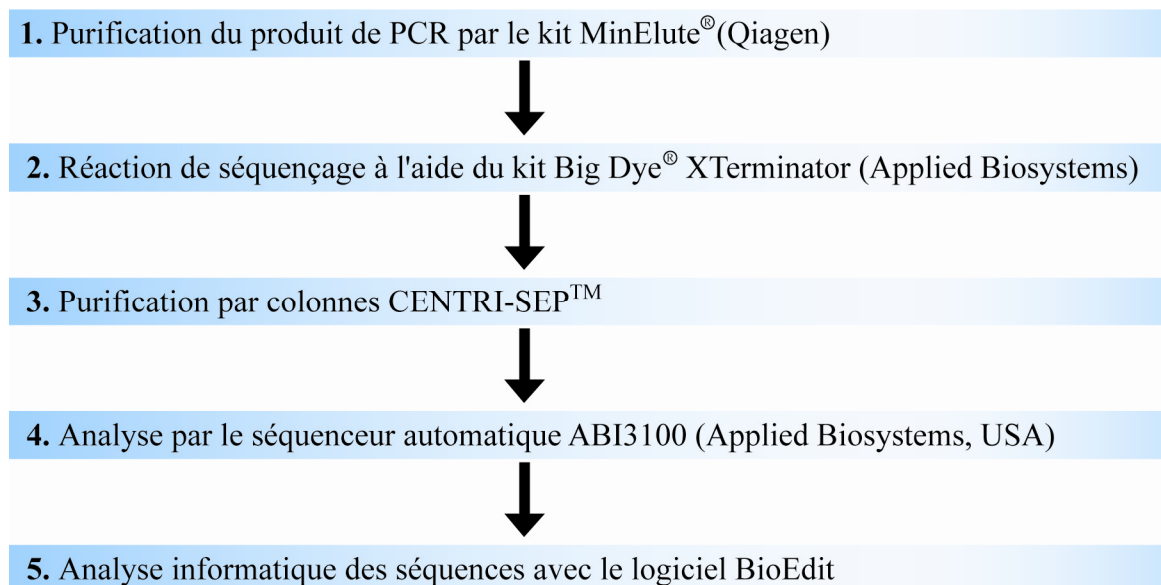 1. Purification du produit de PCR par le kit MinElute®(Qiagen)
2. Réaction de séquençage à l'aide du kit Big Dye® XTerminator (Applied Biosystems)
3. Purification par colonnes CENTRI-SEP™
4. Analyse par le séquenceur automatique ABI3100 (Applied Biosystems, USA)
5. Analyse informatique des séquences avec le logiciel BioEdit